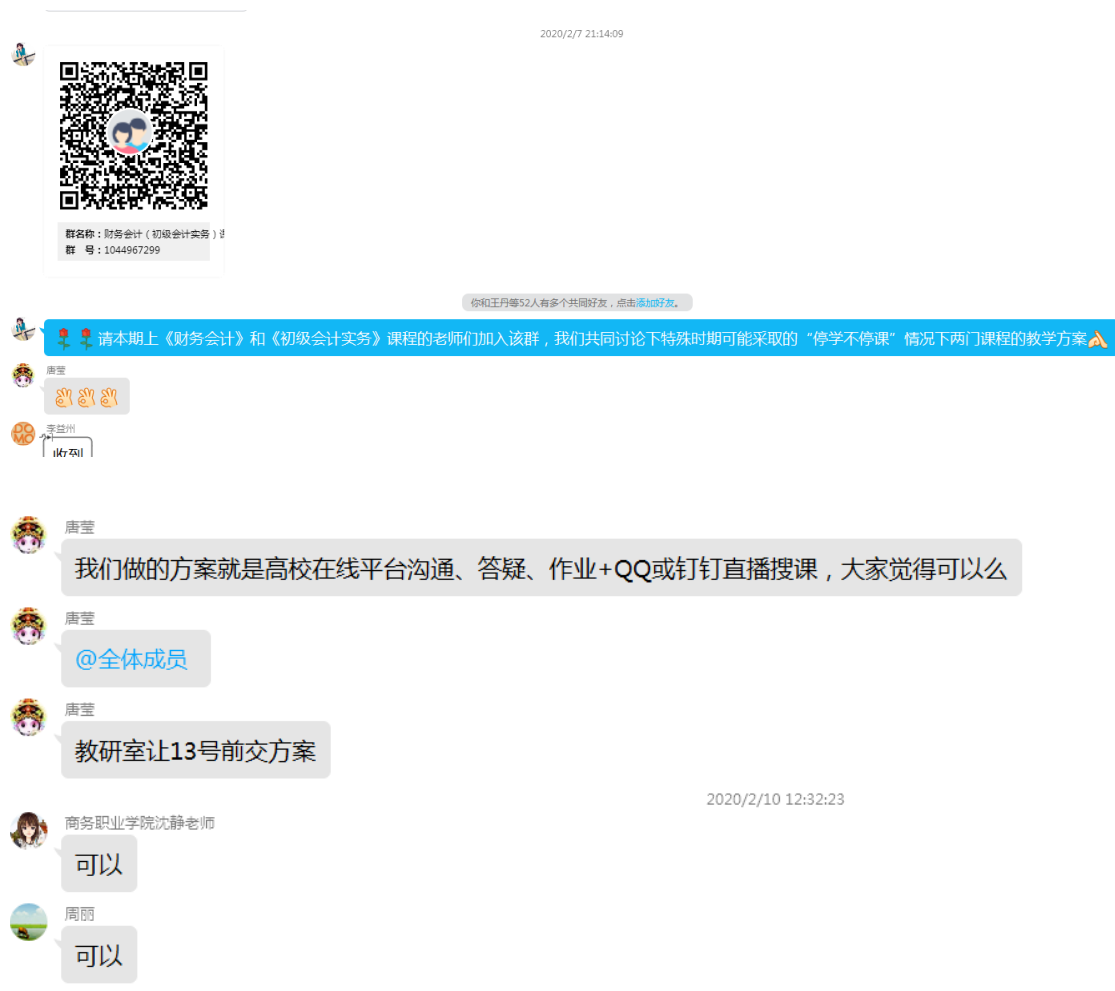 2020/2/7 21:14:09
群名称：财务会计（初级会计实务）
群 号：1044967299
你和王丹等52人有多个共同好友，点击添加好友。
请本期上《财务会计》和《初级会计实务》课程的老师们加入该群，我们共同讨论下特殊时期可能采取的“停学不停课”情况下两门课程的教学方案
唐莹
李益州
收到
唐莹
我们做的方案就是高校在线平台沟通、答疑、作业+QQ或钉钉直播搜课，大家觉得可以么
唐莹
@全体成员
唐莹
教研室让13号前交方案
2020/2/10 12:32:23
商务职业学院沈静老师
可以
周丽
可以